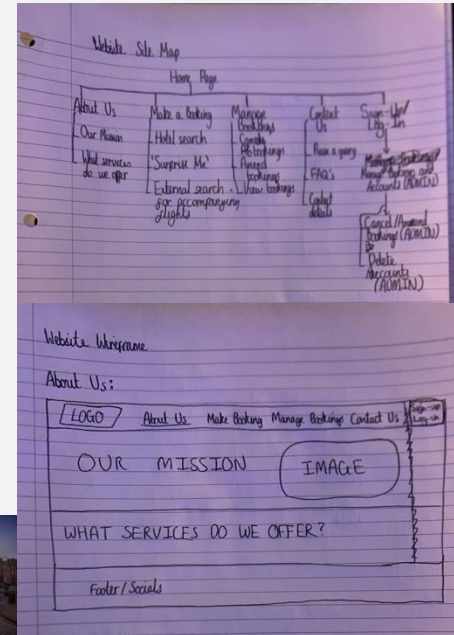 Website Site Map
Home Page
About Us
Our Mission
What services
do we offer
Make a Booking
Hotel search
'Surprise Me'
External search
for accompanying
flights
Manage
Bookings
Cancel
bookings
Amend
bookings
View bookings
Contact
Us
Raise a query
FAQ's
Contact
details
Sign-Up/
Log-In
Manage Bookings and
Accounts (ADMIN)
Cancel/Amend
Bookings (ADMIN)
Delete
Accounts
(ADMIN)
Website Wireframe
About Us:
LOGO About Us Make Booking Manage Bookings Contact Us Sign-up
Log-in
OUR MISSION IMAGE
WHAT SERVICES DO WE OFFER?
Footer/Socials